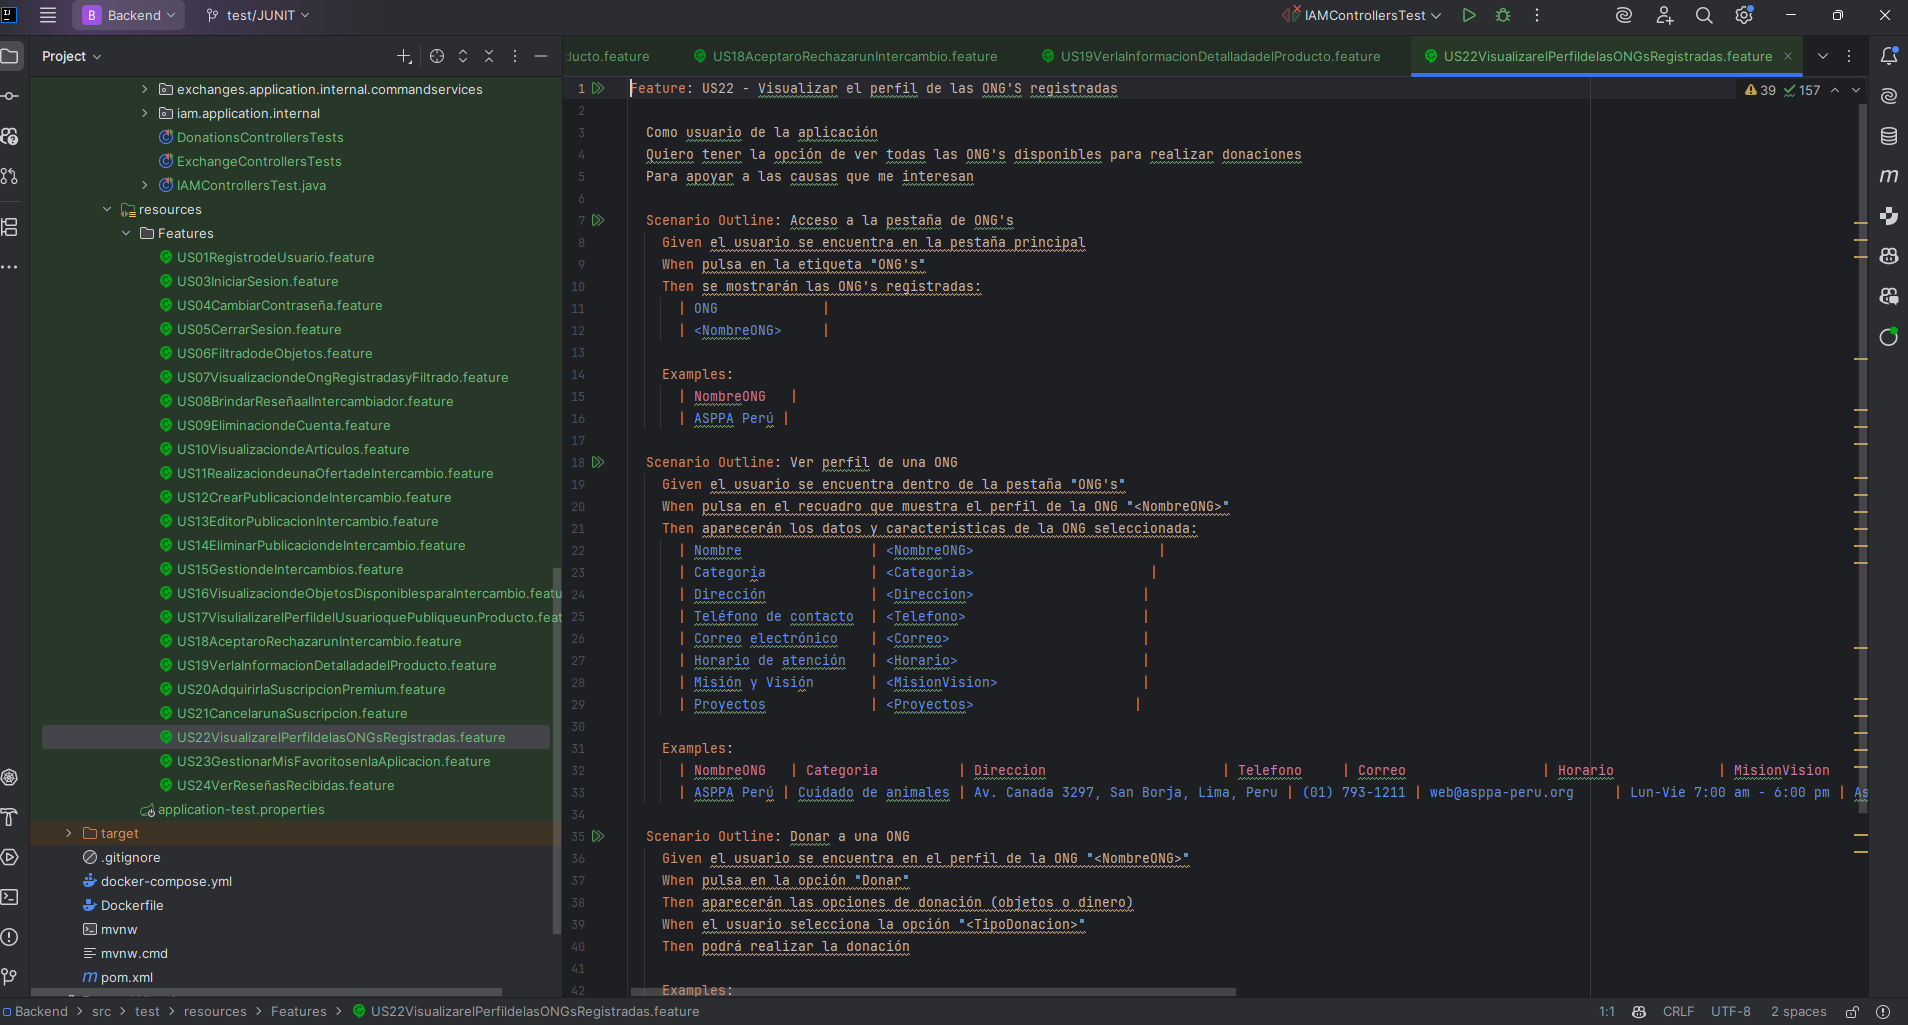 B Backend
test/JUNIT
IAMControllersTest
Project
ducto.feature
US18AceptaroRechazarunIntercambio.feature
US19VerlaInformacionDetalladadelProducto.feature
US22VisualizarelPerfildelasONGsRegistradas.feature
exchanges.application.internal.commandservices
iam.application.internal
DonationsControllersTests
ExchangeControllersTests
IAMControllersTest.java
resources
Features
US01RegistrodeUsuario.feature
US03IniciarSesion.feature
US04CambiarContraseña.feature
US05CerrarSesion.feature
US06FiltradodeObjetos.feature
US07VisualizaciondeOngRegistradasyFiltrado.feature
US08BrindarReseñaalIntercambiador.feature
US09EliminaciondeCuenta.feature
US10VisualizaciondeArticulos.feature
US11RealizaciondeunaOfertadeIntercambio.feature
US12CrearPublicaciondeIntercambio.feature
US13EditorPublicacionIntercambio.feature
US14EliminarPublicaciondeIntercambio.feature
US15GestiondeIntercambios.feature
US16VisualizaciondeObjetosDisponiblesparaIntercambio.featu
US17VisulializarelPerfildelUsuarioquePubliqueunProducto.feat
US18AceptaroRechazarunIntercambio.feature
US19VerlaInformacionDetalladadelProducto.feature
US20AdquirirlaSuscripcionPremium.feature
US21CancelarunaSuscripcion.feature
US22VisualizarelPerfildelasONGsRegistradas.feature
US23GestionarMisFavoritosenlaAplicacion.feature
US24VerReseñasRecibidas.feature
application-test.properties
target
.gitignore
docker-compose.yml
Dockerfile
mvnw
mvnw.cmd
pom.xml
39 157
1 Feature: US22 - Visualizar el perfil de las ONG'S registradas
2
3 Como usuario de la aplicación
4 Quiero tener la opción de ver todas las ONG's disponibles para realizar donaciones
5 Para apoyar a las causas que me interesan
6
7 Scenario Outline: Acceso a la pestaña de ONG's
8 Given el usuario se encuentra en la pestaña principal
9 When pulsa en la etiqueta "ONG's"
10 Then se mostrarán las ONG's registradas:
11 | ONG |
12 | <NombreONG> |
13
14 Examples:
15 | NombreONG |
16 | ASPPA Perú |
17
18 Scenario Outline: Ver perfil de una ONG
19 Given el usuario se encuentra dentro de la pestaña "ONG's"
20 When pulsa en el recuadro que muestra el perfil de la ONG "<NombreONG>"
21 Then aparecerán los datos y características de la ONG seleccionada:
22 | Nombre | <NombreONG> |
23 | Categoría | <Categoria> |
24 | Dirección | <Direccion> |
25 | Teléfono de contacto | <Telefono> |
26 | Correo electrónico | <Correo> |
27 | Horario de atención | <Horario> |
28 | Misión y Visión | <MisionVision> |
29 | Proyectos | <Proyectos> |
30
31 Examples:
32 | NombreONG | Categoria | Direccion | Telefono | Correo | Horario | MisionVision
33 | ASPPA Perú | Cuidado de animales | Av. Canada 3297, San Borja, Lima, Peru | (01) 793-1211 | web@asppa-peru.org | Lun-Vie 7:00 am - 6:00 pm | As
34
35 Scenario Outline: Donar a una ONG
36 Given el usuario se encuentra en el perfil de la ONG "<NombreONG>"
37 When pulsa en la opción "Donar"
38 Then aparecerán las opciones de donación (objetos o dinero)
39 When el usuario selecciona la opción "<TipoDonacion>"
40 Then podrá realizar la donación
41
42 Examples:
Backend > src > test > resources > Features > US22VisualizarelPerfildelasONGsRegistradas.feature
1:1 CRLF UTF-8 2 spaces